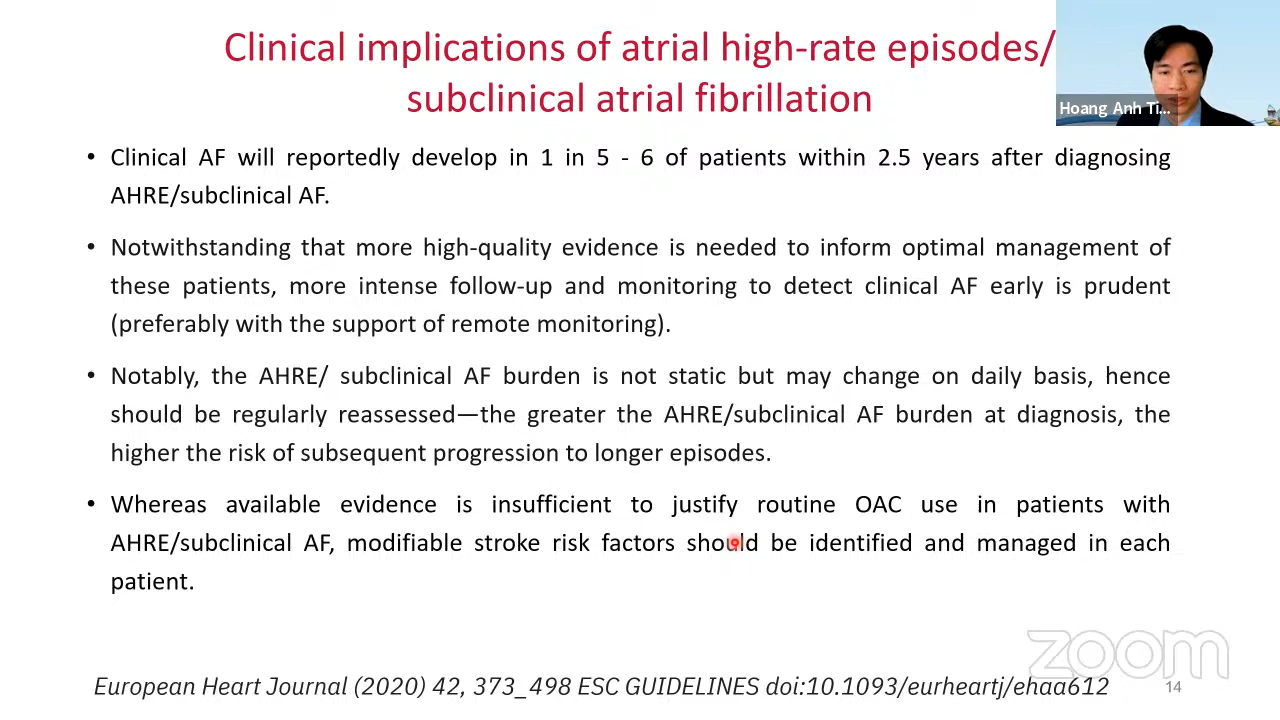 Clinical implications of atrial high-rate episodes/
subclinical atrial fibrillation
Hoang Anh Ti...
• Clinical AF will reportedly develop in 1 in 5 - 6 of patients within 2.5 years after diagnosing
AHRE/subclinical AF.
• Notwithstanding that more high-quality evidence is needed to inform optimal management of
these patients, more intense follow-up and monitoring to detect clinical AF early is prudent
(preferably with the support of remote monitoring).
• Notably, the AHRE/ subclinical AF burden is not static but may change on daily basis, hence
should be regularly reassessed—the greater the AHRE/subclinical AF burden at diagnosis, the
higher the risk of subsequent progression to longer episodes.
• Whereas available evidence is insufficient to justify routine OAC use in patients with
AHRE/subclinical AF, modifiable stroke risk factors should be identified and managed in each
patient.
zoom
European Heart Journal (2020) 42, 373_498 ESC GUIDELINES doi:10.1093/eurheartj/ehaa612
14